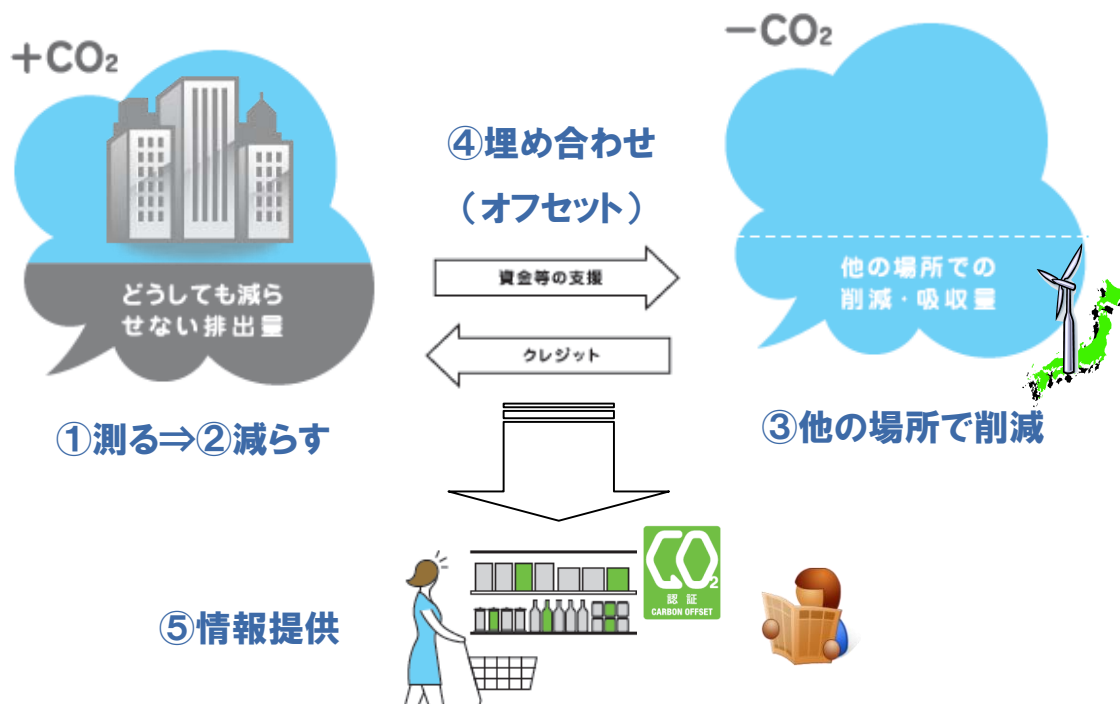 +CO₂
どうしても減ら
せない排出量
①測る⇒②減らす
④埋め合わせ
（オフセット）
資金等の支援
クレジット
－CO₂
他の場所での
削減・吸収量
③他の場所で削減
⑤情報提供
CO₂
認証
CARBON OFFSET